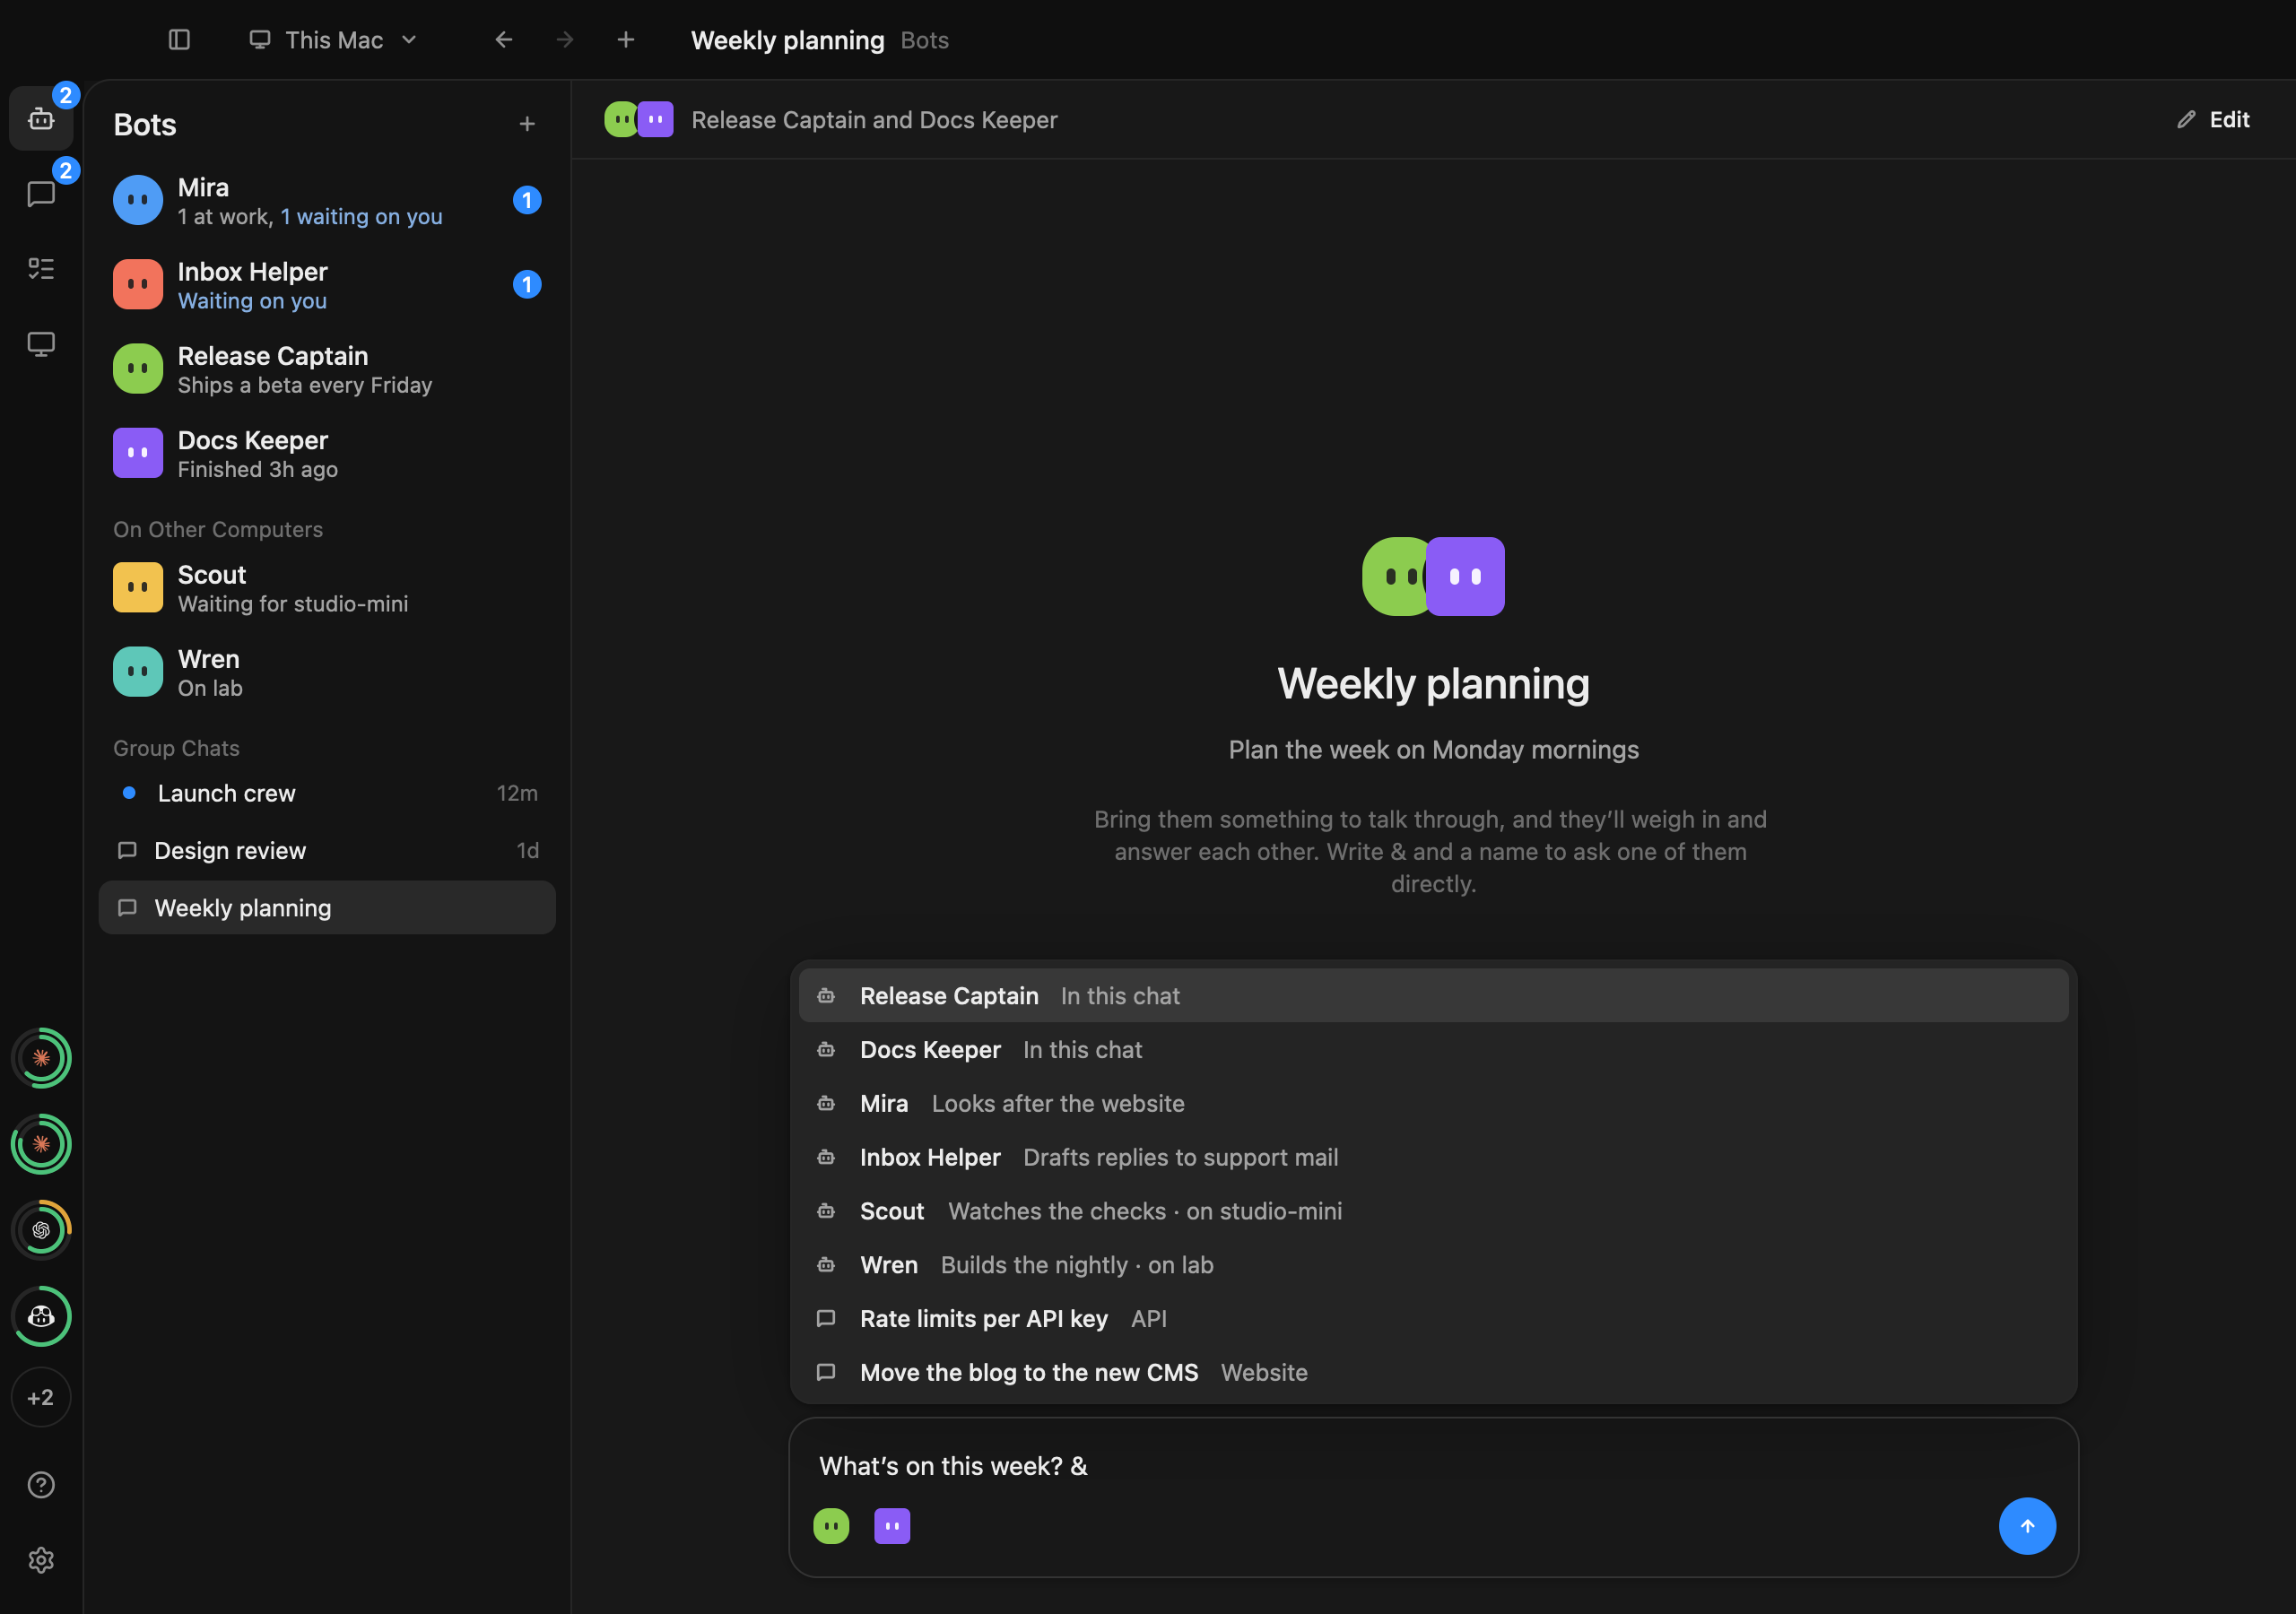 This Mac
Weekly planning Bots
2
2
Bots
Mira
1 at work, 1 waiting on you
1
Inbox Helper
Waiting on you
1
Release Captain
Ships a beta every Friday
Docs Keeper
Finished 3h ago
On Other Computers
Scout
Waiting for studio-mini
Wren
On lab
Group Chats
Launch crew 12m
Design review 1d
Weekly planning
+2
Release Captain and Docs Keeper
Edit
Weekly planning
Plan the week on Monday mornings
Bring them something to talk through, and they’ll weigh in and
answer each other. Write & and a name to ask one of them
directly.
Release Captain In this chat
Docs Keeper In this chat
Mira Looks after the website
Inbox Helper Drafts replies to support mail
Scout Watches the checks · on studio-mini
Wren Builds the nightly · on lab
Rate limits per API key API
Move the blog to the new CMS Website
What’s on this week? &